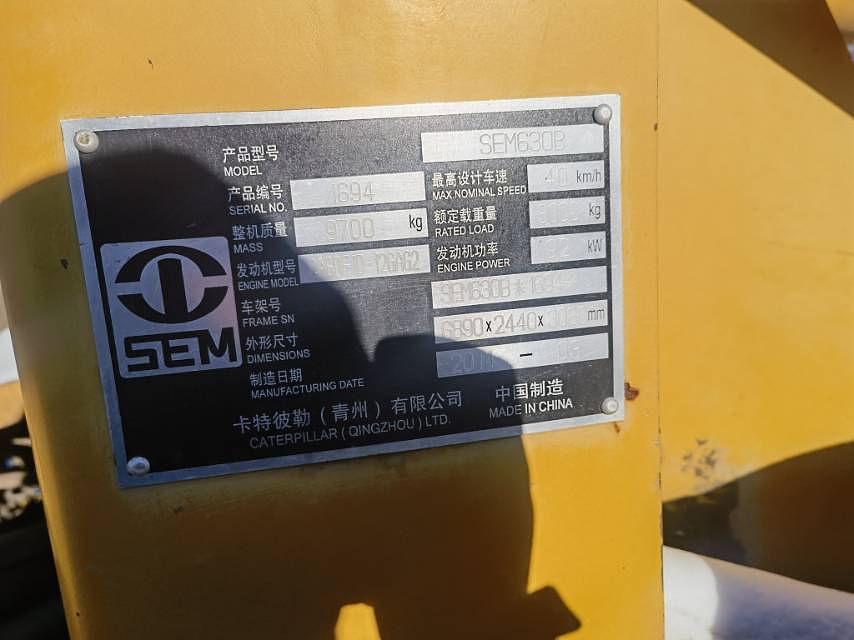 产品型号 SEM630B
MODEL
产品编号 1694 最高设计车速 40 km/h
SERIAL NO. MAX NOMINAL SPEED
整机质量 9700 kg 额定载重量 kg
MASS RATED LOAD
发动机型号 发动机功率 92 kW
ENGINE MODEL ENGINE POWER
车架号 SEM630B
FRAME SN
外形尺寸 6890x2440x mm
DIMENSIONS
制造日期 -
MANUFACTURING DATE
SEM
卡特彼勒（青州）有限公司 中国制造
CATERPILLAR ( QINGZHOU ) LTD. MADE IN CHINA